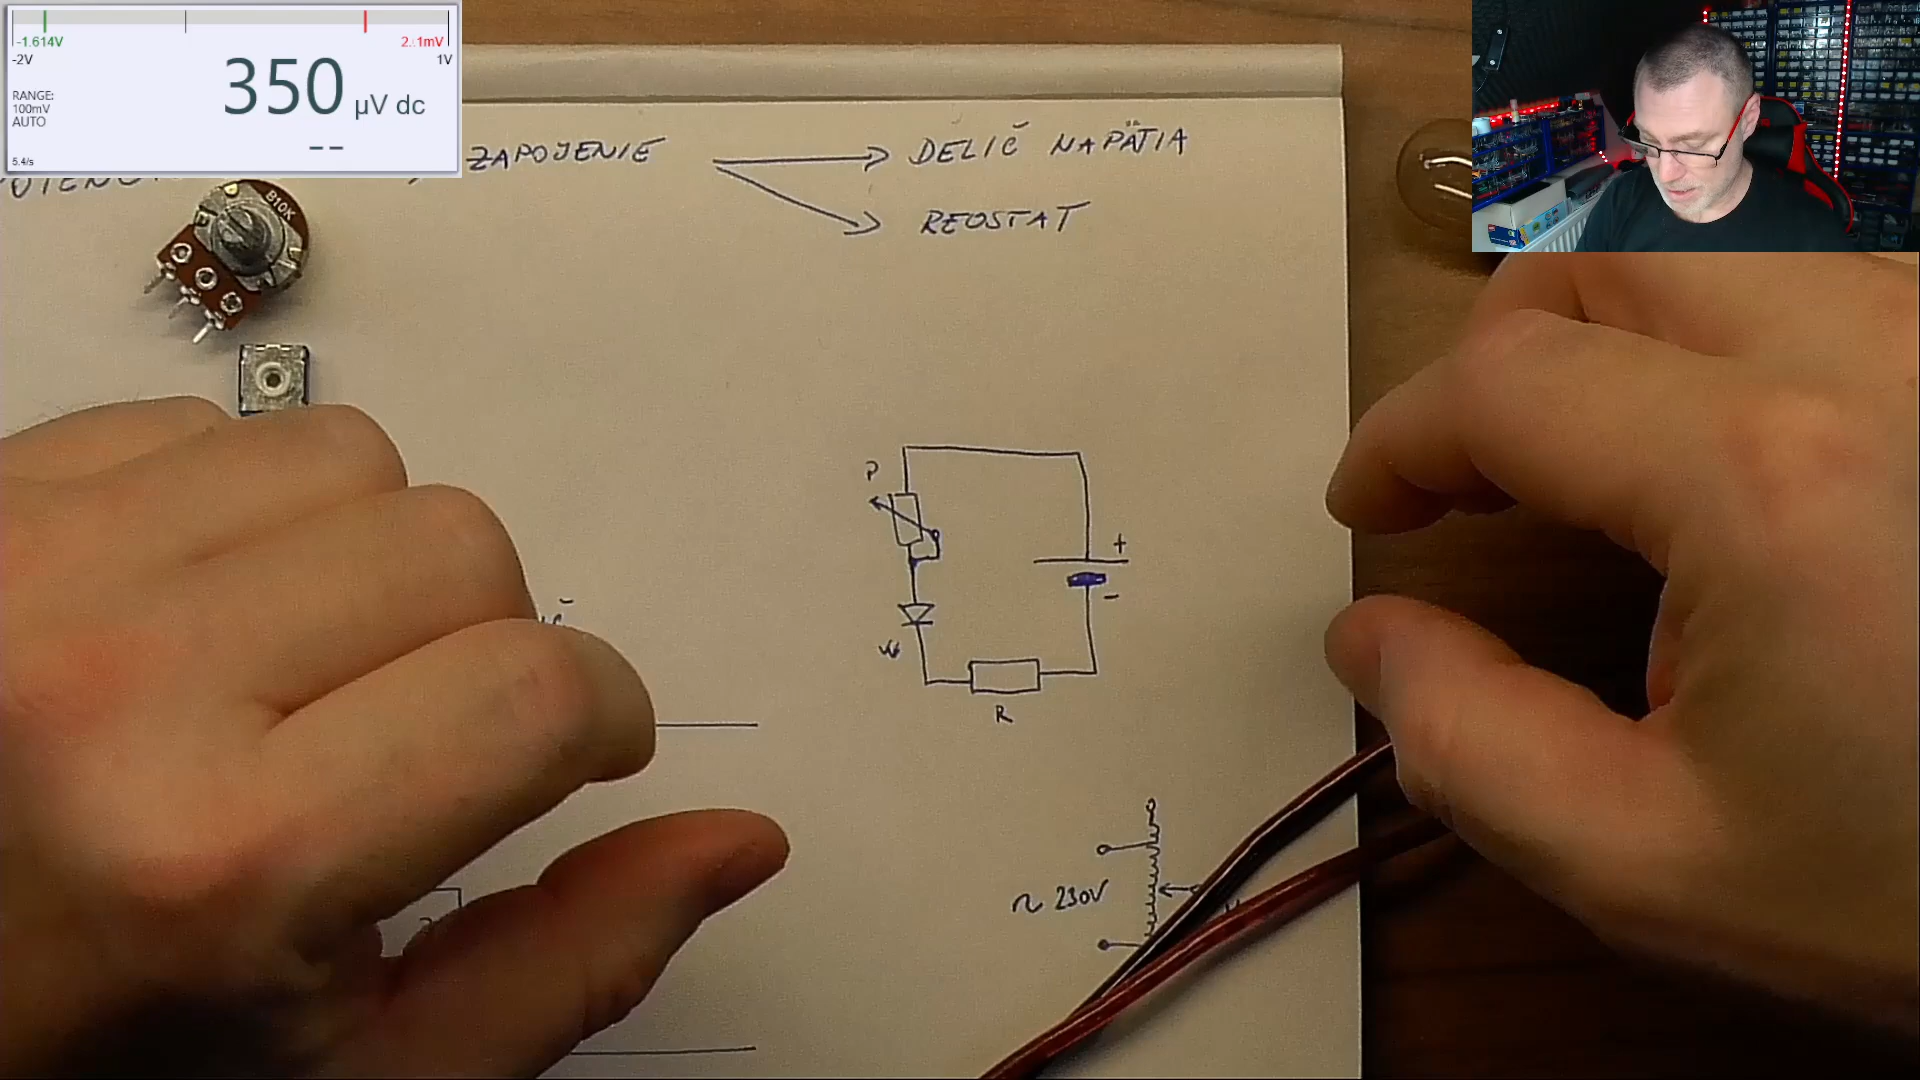 -1.614V
-2V
1V
350 µV dc
--
RANGE:
100mV
AUTO
5.4/s
ZAPOJENIE
DELIČ NAPÄTIA
REOSTAT
B10K
P
+
-
R
~ 230V